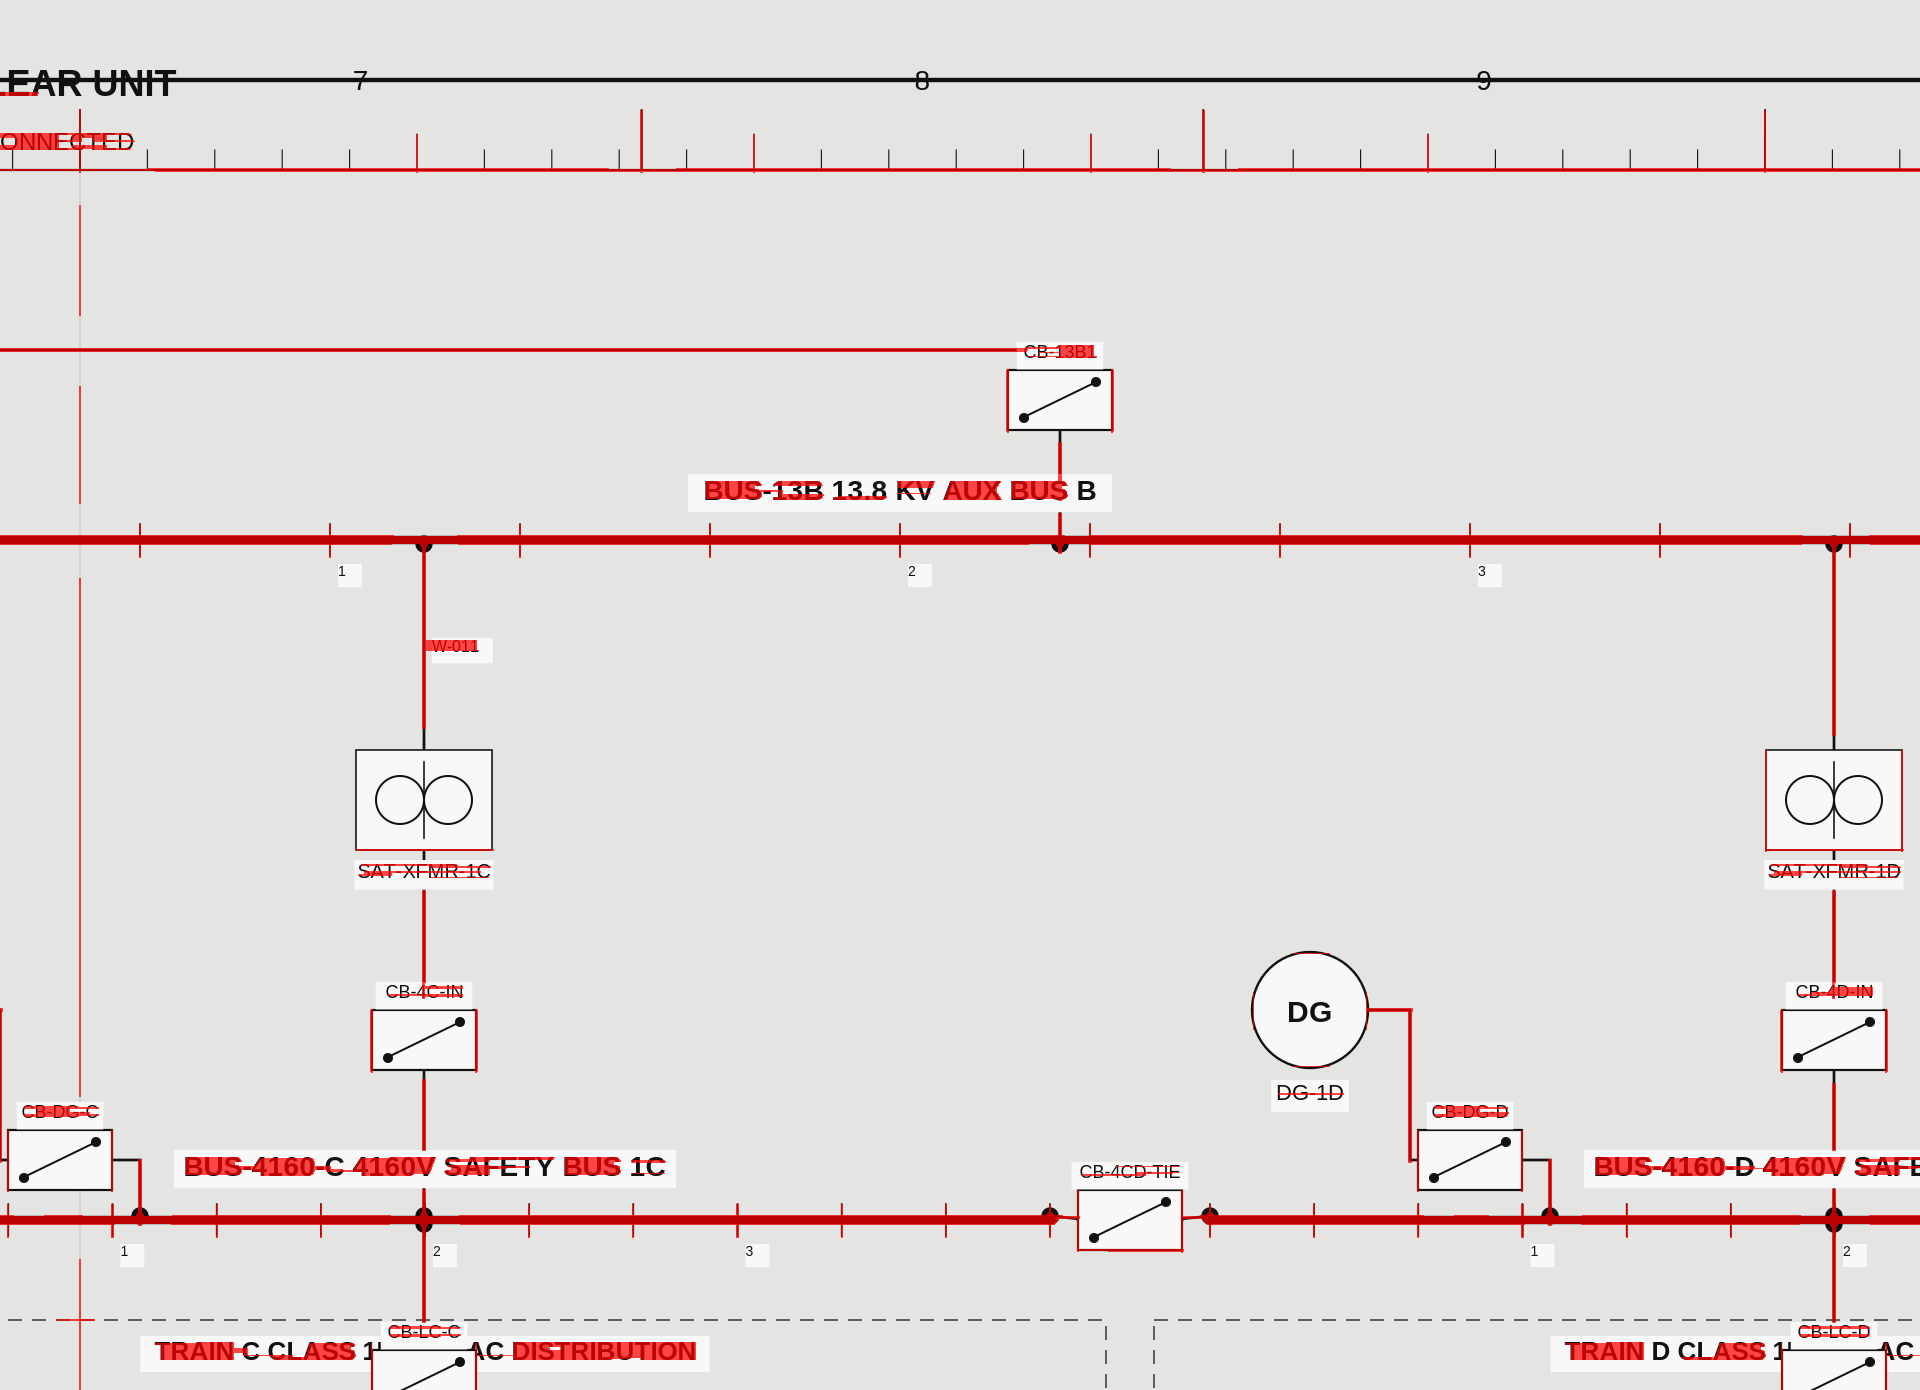 EAR UNIT
7
8
9
ONNECTED
CB-13B1
BUS-13B 13.8 KV AUX BUS B
1
2
3
W-011
SAT-XFMR-1C
SAT-XFMR-1D
CB-4C-IN
CB-4D-IN
DG
DG-1D
CB-DG-C
CB-DG-D
BUS-4160-C 4160V SAFETY BUS 1C
CB-4CD-TIE
BUS-4160-D 4160V SAFE
1
2
3
1
2
CB-LC-C
CB-LC-D
TRAIN C CLASS 1 AC DISTRIBUTION
TRAIN D CLASS 1 AC